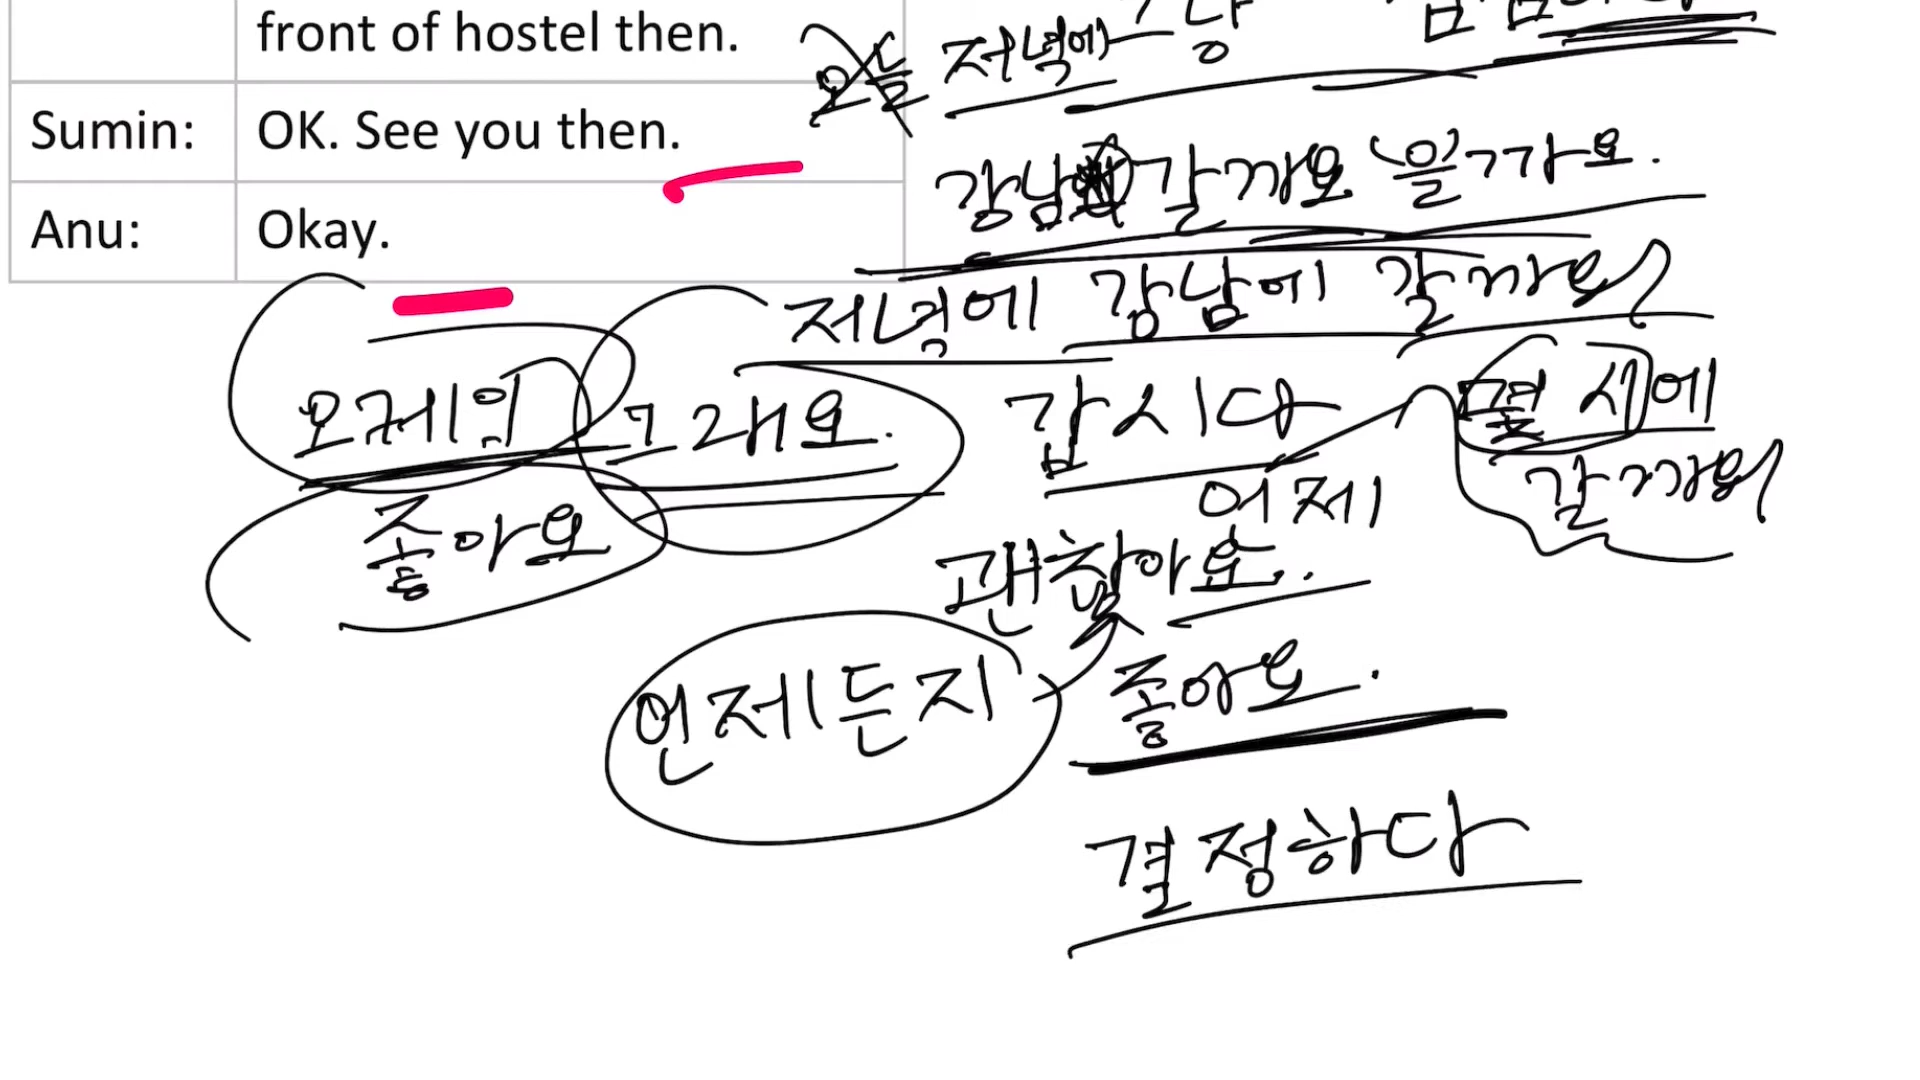 front of hostel then.
Sumin: OK. See you then.
Anu: Okay.
오늘 저녁에
강남 갈까요 을까요.
저녁에 강남에 갈까요
오케이 그래요. 갑시다 몇 시에
갈까요
어제
좋아요 괜찮아요..
언제든지 좋아요.
결정하다